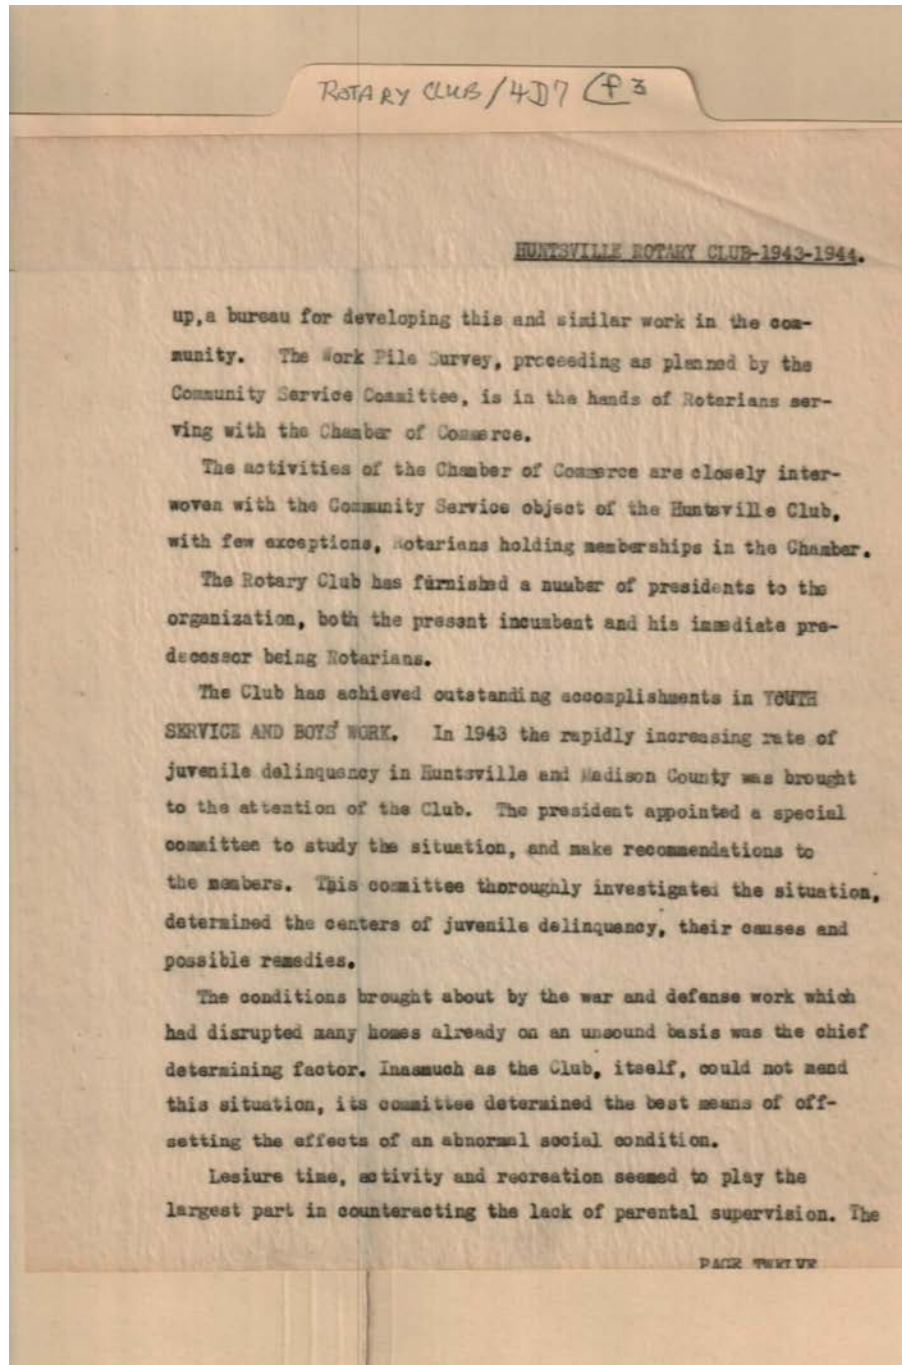 ROTARY CLUB/4D7 f3
HUNTSVILLE ROTARY CLUB-1943-1944.
up,a bureau for developing this and similar work in the com-
munity. The Work Pile Survey, proceeding as planned by the
Community Service Committee, is in the hands of Rotarians ser-
ving with the Chamber of Commerce.
The activities of the Chamber of Commerce are closely inter-
woven with the Community Service object of the Huntsville Club,
with few exceptions, Rotarians holding memberships in the Chamber.
The Rotary Club has furnished a number of presidents to the
organization, both the present incumbent and his immediate pre-
decessor being Rotarians.
The Club has achieved outstanding accomplishments in YOUTH
SERVICE AND BOYS' WORK. In 1943 the rapidly increasing rate of
juvenile delinquency in Huntsville and Madison County was brought
to the attention of the Club. The president appointed a special
committee to study the situation, and make recommendations to
the members. This committee thoroughly investigated the situation,
determined the centers of juvenile delinquency, their causes and
possible remedies.
The conditions brought about by the war and defense work which
had disrupted many homes already on an unsound basis was the chief
determining factor. Inasmuch as the Club, itself, could not mend
this situation, its committee determined the best means of off-
setting the effects of an abnormal social condition.
Lesiure time, activity and recreation seemed to play the
largest part in counteracting the lack of parental supervision. The
PAGE TWELVE